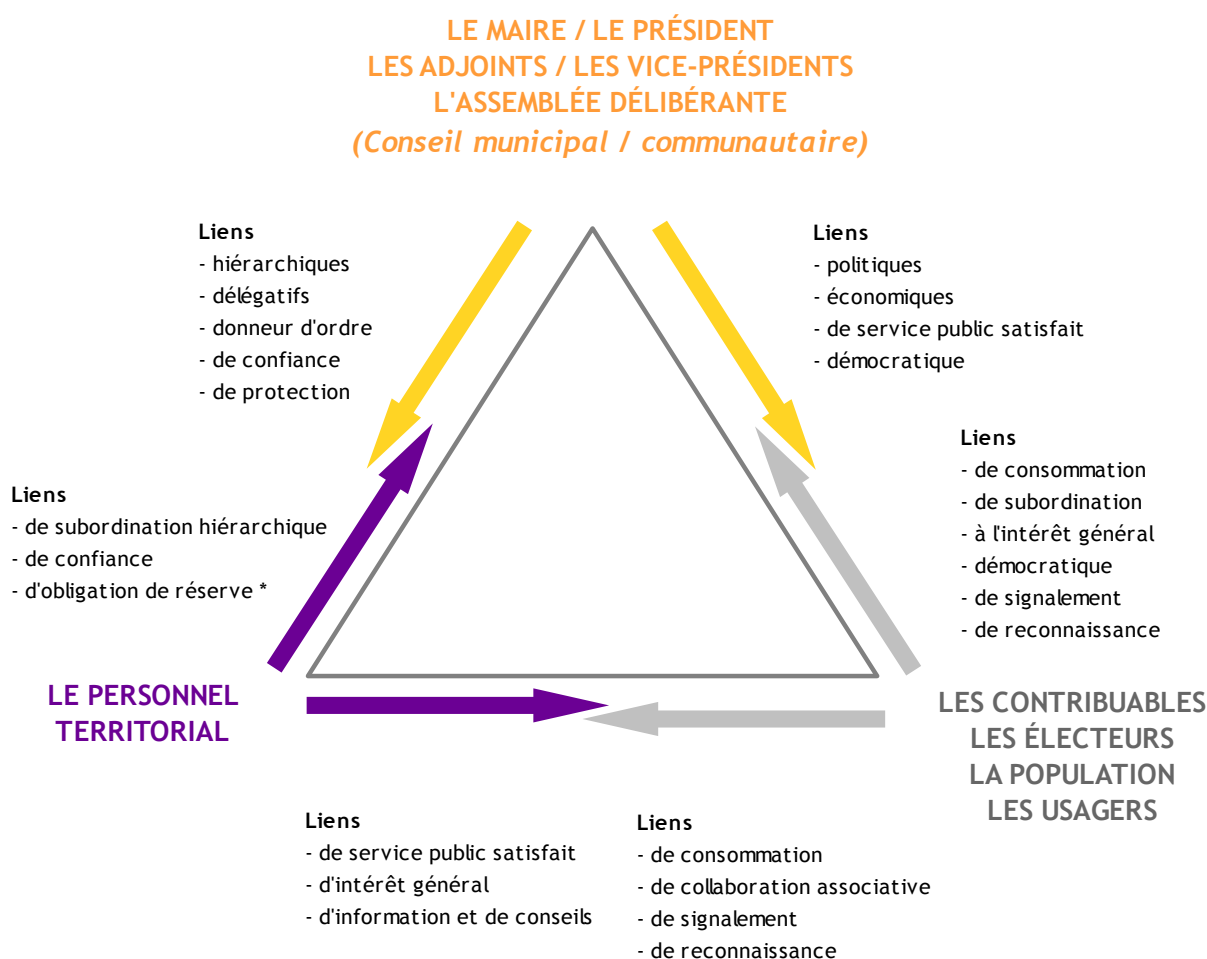 LE MAIRE / LE PRÉSIDENT
LES ADJOINTS / LES VICE-PRÉSIDENTS
L'ASSEMBLÉE DÉLIBÉRANTE
(Conseil municipal / communautaire)
Liens
- hiérarchiques
- délégatifs
- donneur d'ordre
- de confiance
- de protection
Liens
- politiques
- économiques
- de service public satisfait
- démocratique
Liens
- de subordination hiérarchique
- de confiance
- d'obligation de réserve *
Liens
- de consommation
- de subordination
- à l'intérêt général
- démocratique
- de signalement
- de reconnaissance
LE PERSONNEL
TERRITORIAL
LES CONTRIBUABLES
LES ÉLECTEURS
LA POPULATION
LES USAGERS
Liens
- de service public satisfait
- d'intérêt général
- d'information et de conseils
Liens
- de consommation
- de collaboration associative
- de signalement
- de reconnaissance